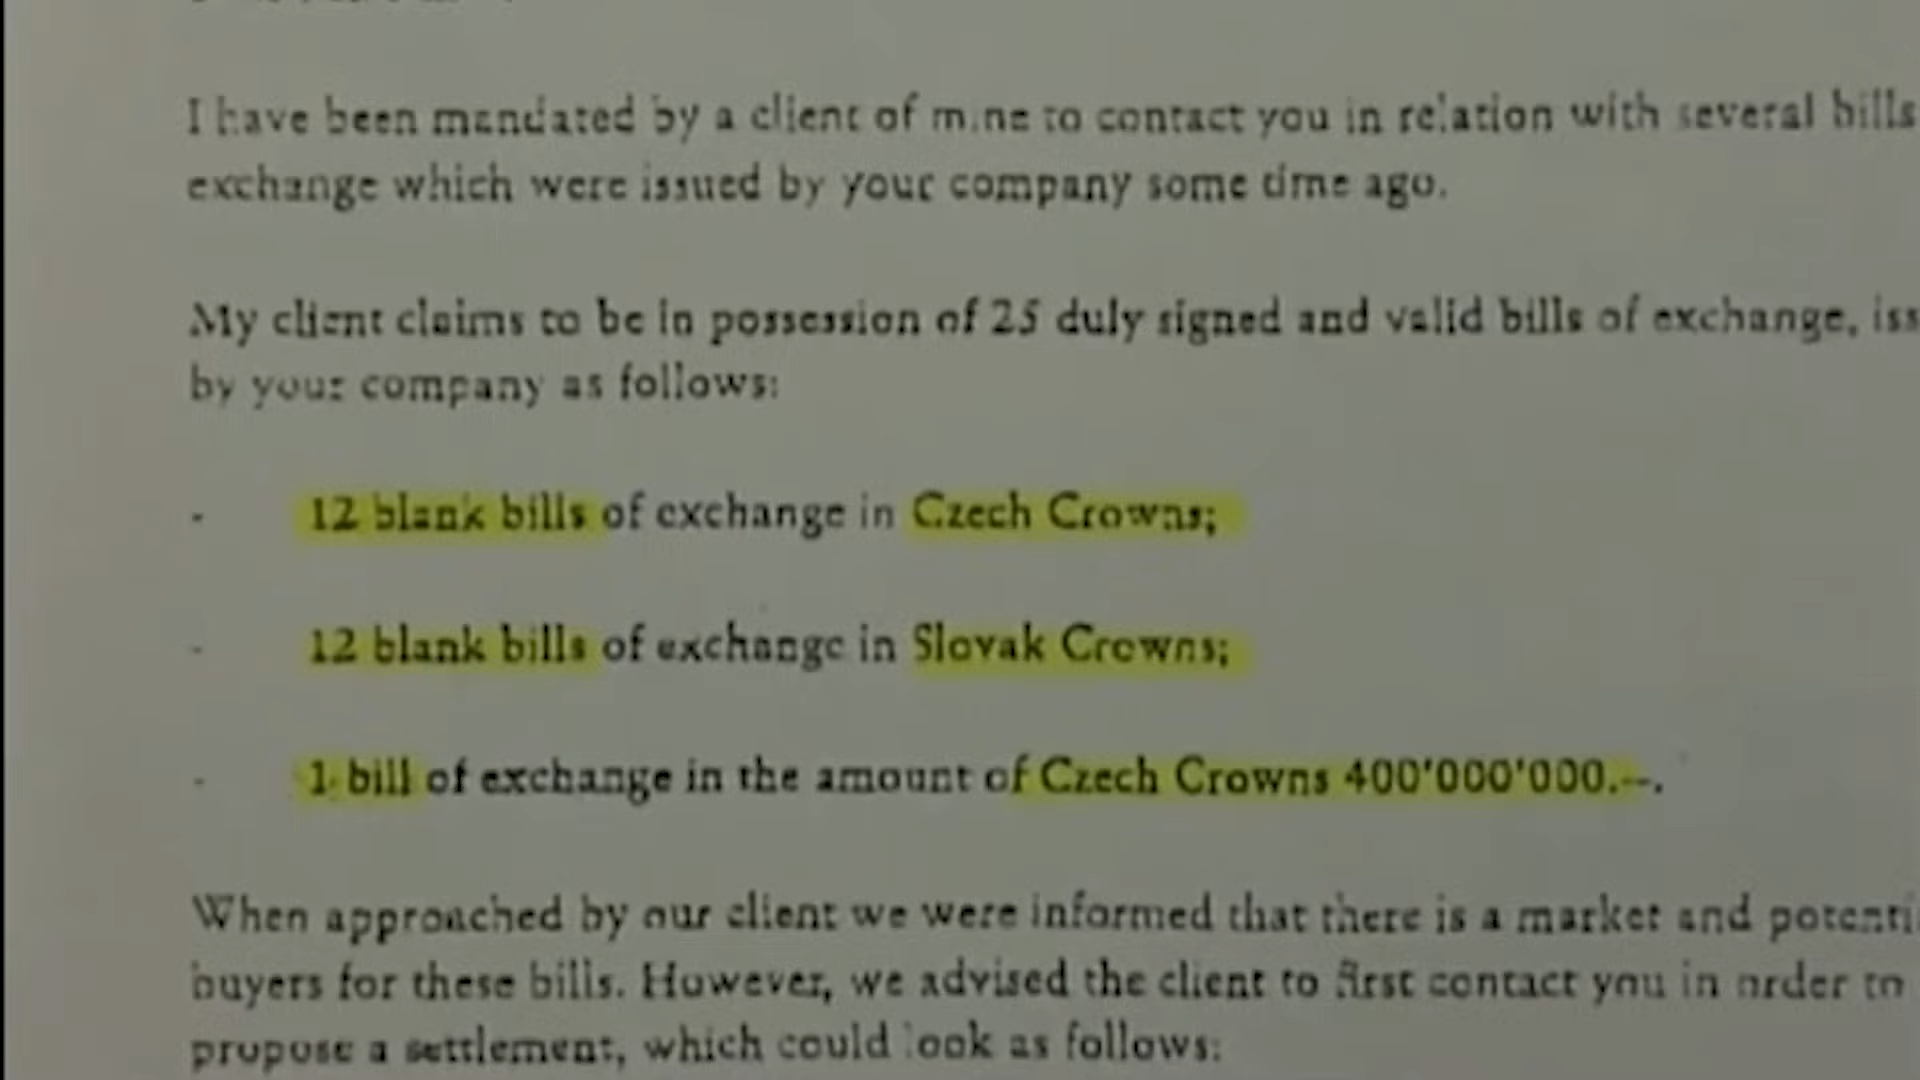 I have been mandated by a client of mine to contact you in relation with several bills
exchange which were issued by your company some time ago.
My client claims to be in possession of 25 duly signed and valid bills of exchange, iss
by your company as follows:
- 12 blank bills of exchange in Czech Crowns;
- 12 blank bills of exchange in Slovak Crowns;
- 1 bill of exchange in the amount of Czech Crowns 400'000'000.--.
When approached by our client we were informed that there is a market and potenti
buyers for these bills. However, we advised the client to first contact you in order to
propose a settlement, which could look as follows: